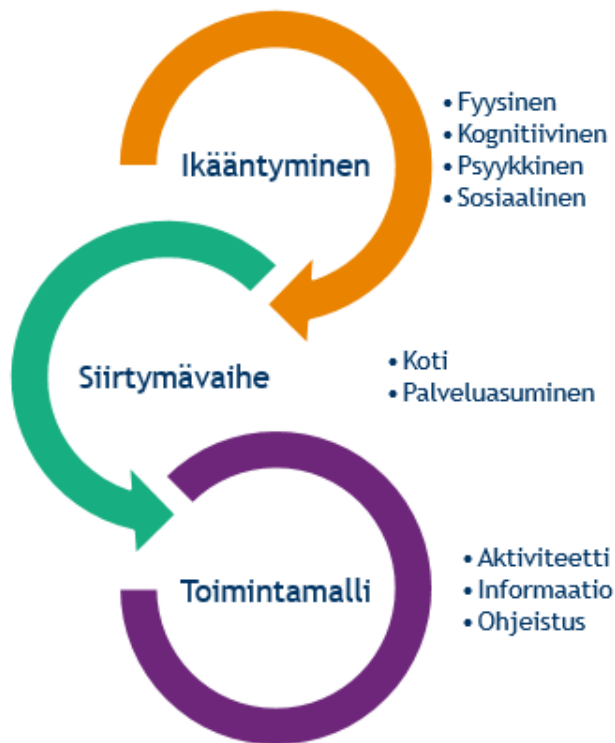 Ikääntyminen
• Fyysinen
• Kognitiivinen
• Psyykkinen
• Sosiaalinen
Siirtymävaihe
• Koti
• Palveluasuminen
Toimintamalli
• Aktiviteetti
• Informaatio
• Ohjeistus